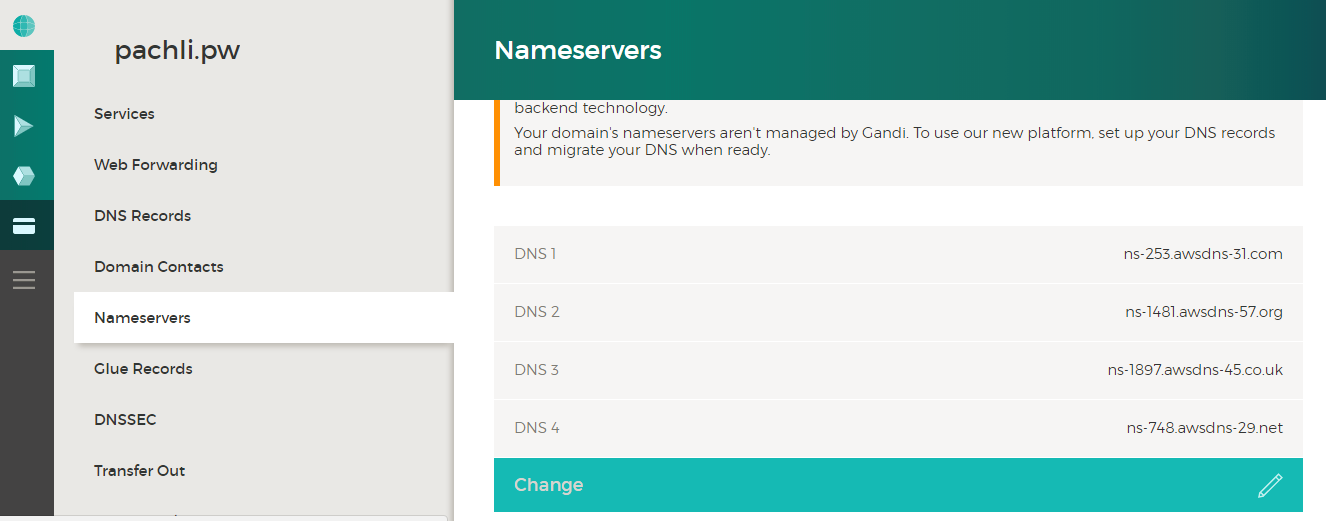 pachli.pw
Services
Web Forwarding
DNS Records
Domain Contacts
Nameservers
Glue Records
DNSSEC
Transfer Out
Nameservers
backend technology.
Your domain's nameservers aren't managed by Gandi. To use our new platform, set up your DNS records
and migrate your DNS when ready.
DNS 1 ns-253.awsdns-31.com
DNS 2 ns-1481.awsdns-57.org
DNS 3 ns-1897.awsdns-45.co.uk
DNS 4 ns-748.awsdns-29.net
Change